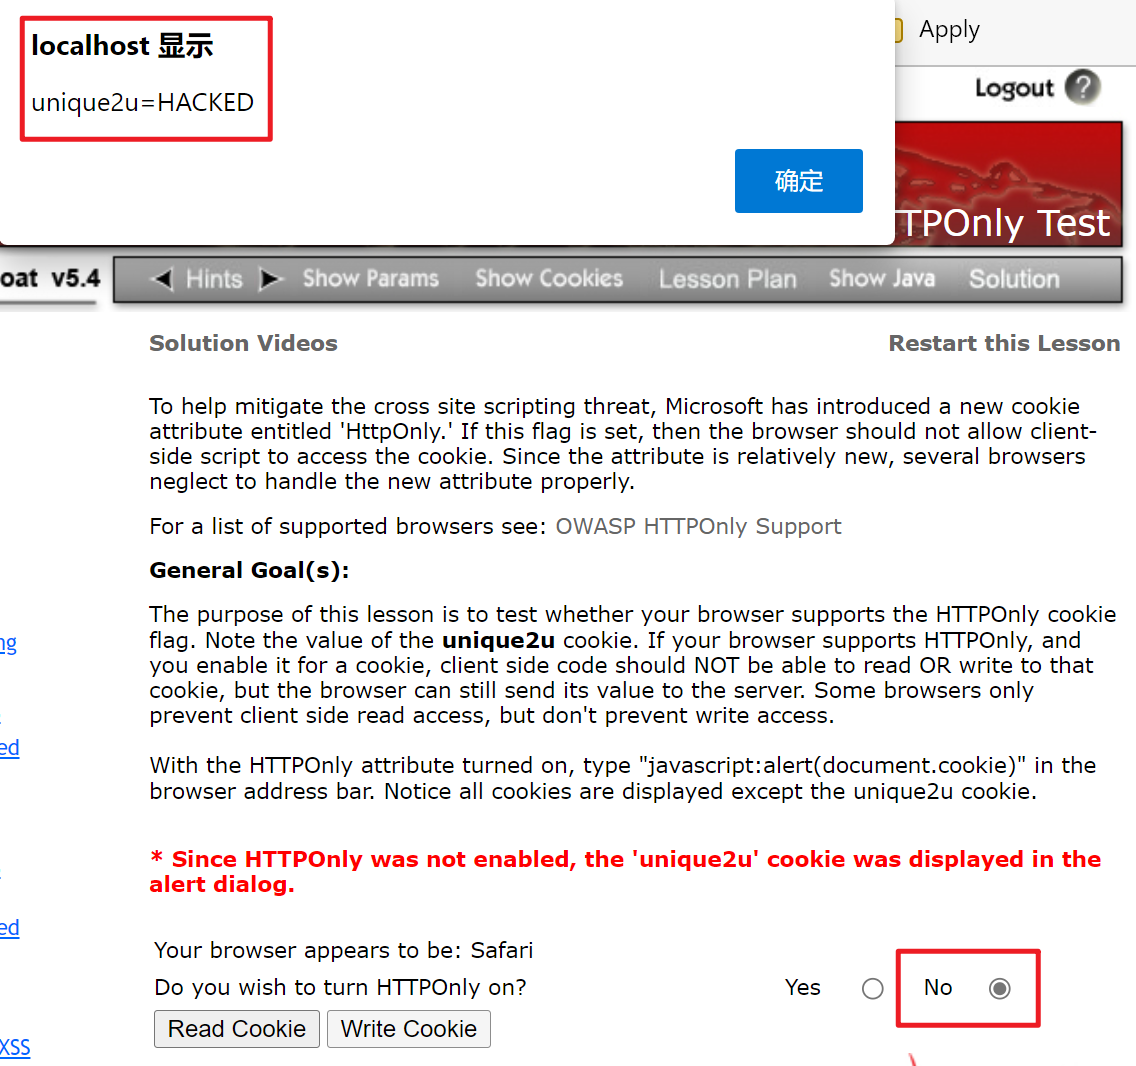 localhost 显示
unique2u=HACKED
确定
Apply
Logout ?
TPOnly Test
oat v5.4
Hints Show Params Show Cookies Lesson Plan Show Java Solution
Solution Videos Restart this Lesson
To help mitigate the cross site scripting threat, Microsoft has introduced a new cookie
attribute entitled 'HttpOnly.' If this flag is set, then the browser should not allow client-
side script to access the cookie. Since the attribute is relatively new, several browsers
neglect to handle the new attribute properly.
For a list of supported browsers see: OWASP HTTPOnly Support
General Goal(s):
The purpose of this lesson is to test whether your browser supports the HTTPOnly cookie
flag. Note the value of the unique2u cookie. If your browser supports HTTPOnly, and
you enable it for a cookie, client side code should NOT be able to read OR write to that
cookie, but the browser can still send its value to the server. Some browsers only
prevent client side read access, but don't prevent write access.
With the HTTPOnly attribute turned on, type "javascript:alert(document.cookie)" in the
browser address bar. Notice all cookies are displayed except the unique2u cookie.
* Since HTTPOnly was not enabled, the 'unique2u' cookie was displayed in the
alert dialog.
Your browser appears to be: Safari
Do you wish to turn HTTPOnly on? Yes No
Read Cookie Write Cookie
ng
ed
ed
XSS